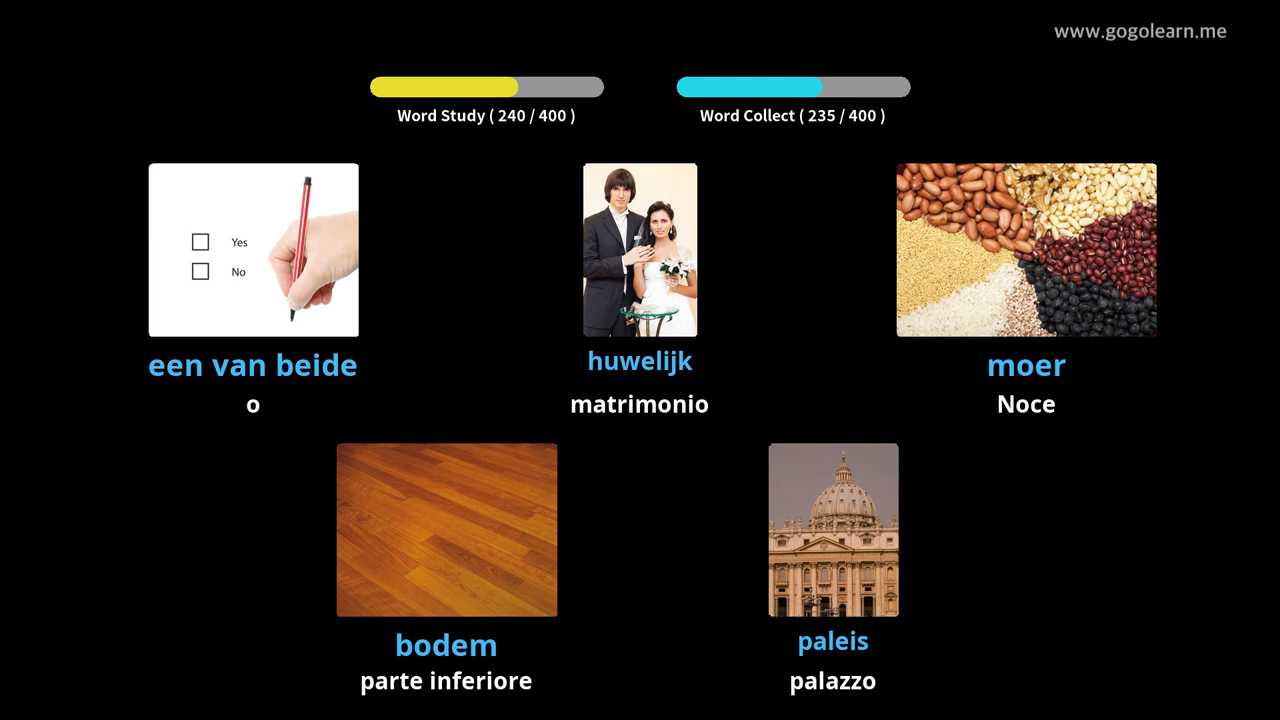 www.gogolearn.me
Word Study ( 240 / 400 )
Word Collect ( 235 / 400 )
Yes
No
een van beide
o
huwelijk
matrimonio
moer
Noce
bodem
parte inferiore
paleis
palazzo